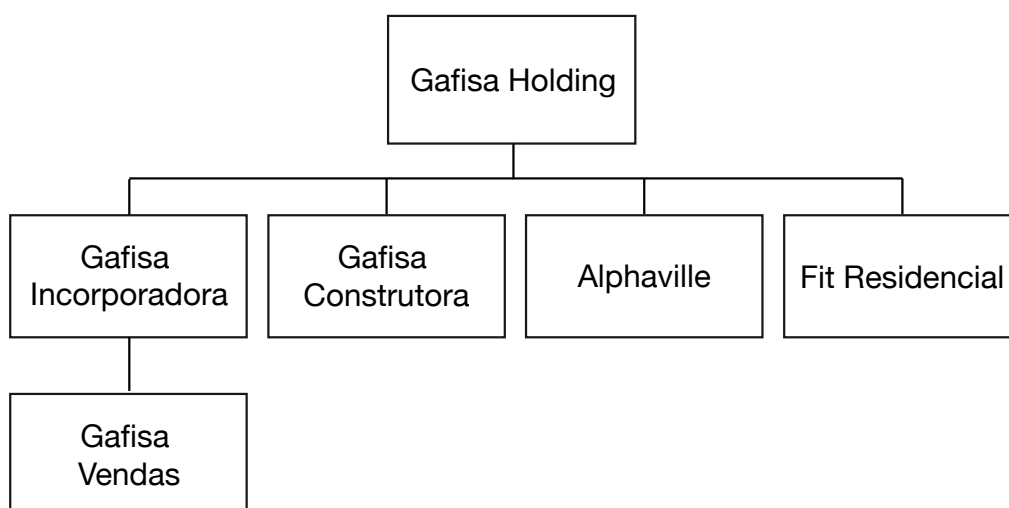 Gafisa Holding
Gafisa
Incorporadora
Gafisa
Construtora
Alphaville
Fit Residencial
Gafisa
Vendas